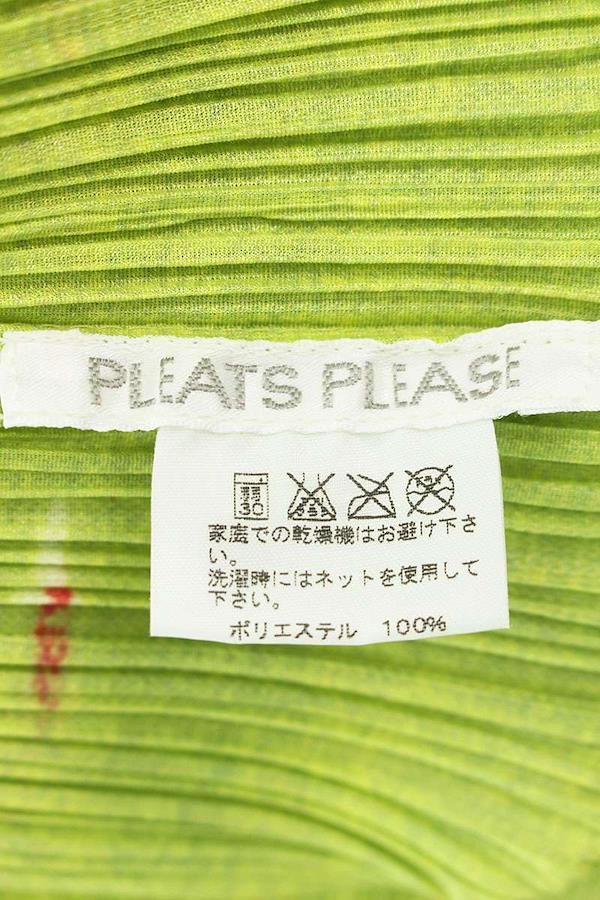 PLEATS PLEASE
弱
30
家庭での乾燥機はお避け下さ
い。
洗濯時にはネットを使用して
下さい。
ポリエステル 100%